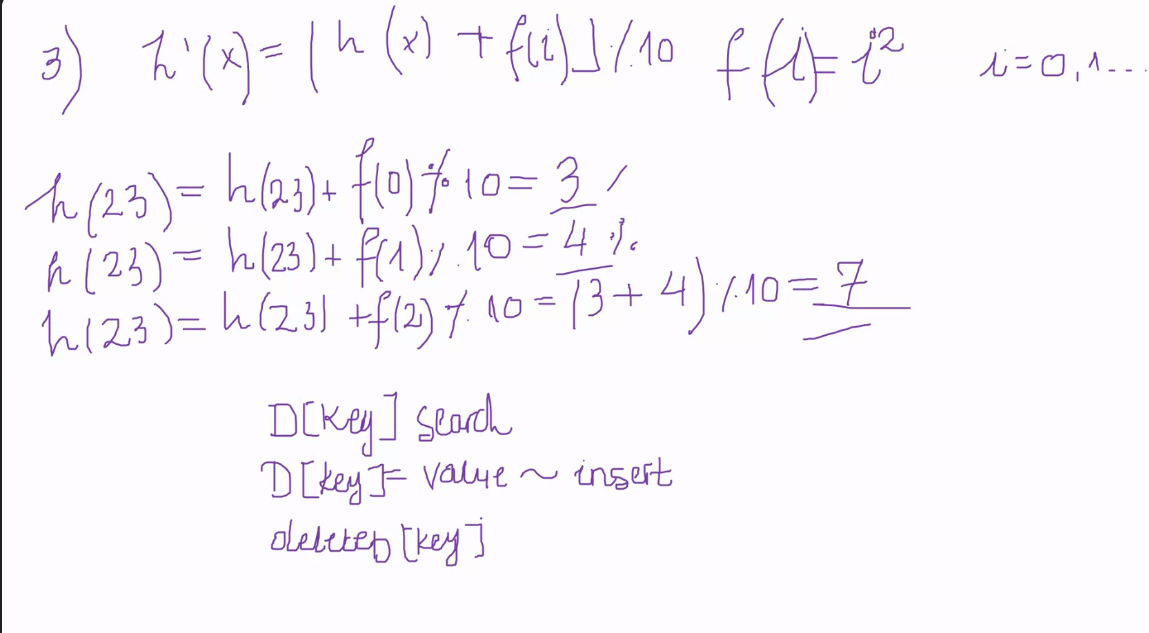 3) h'(x) = [h(x) + f(i)] % 10 f(i) = i² i = 0, 1...
h(23) = h(23) + f(0) % 10 = 3
h(23) = h(23) + f(1) % 10 = 4 %.
h(23) = h(23) + f(2) % 10 = (3 + 4) % 10 = 7
D[key] search
D[key] = value ~ insert
deleteD[key]